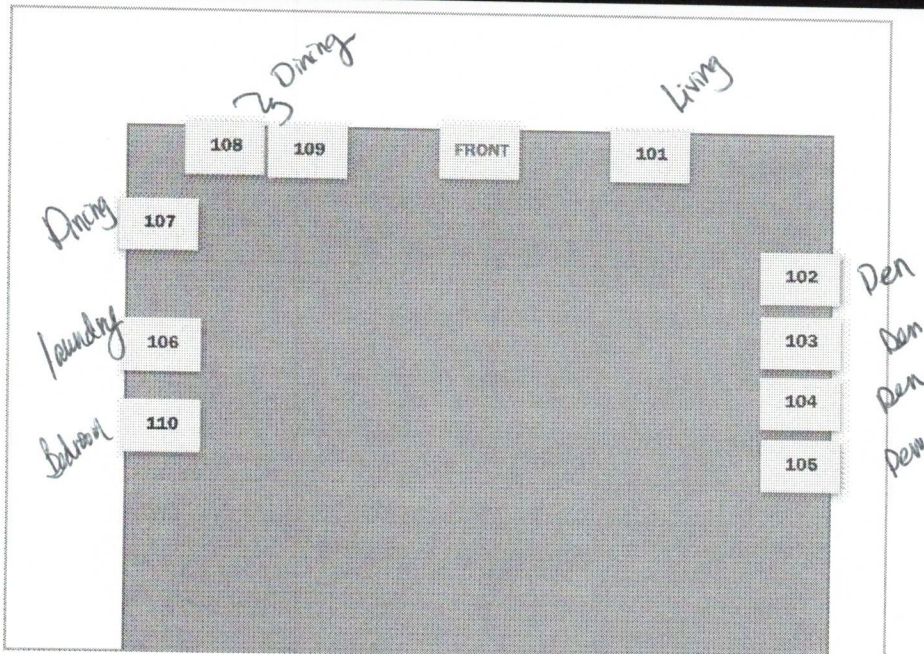 Dining
Living
108 109 FRONT 101
Dining 107
102 Den
Laundry 106
103 Den
104 Den
Bedroom 110
105 Den